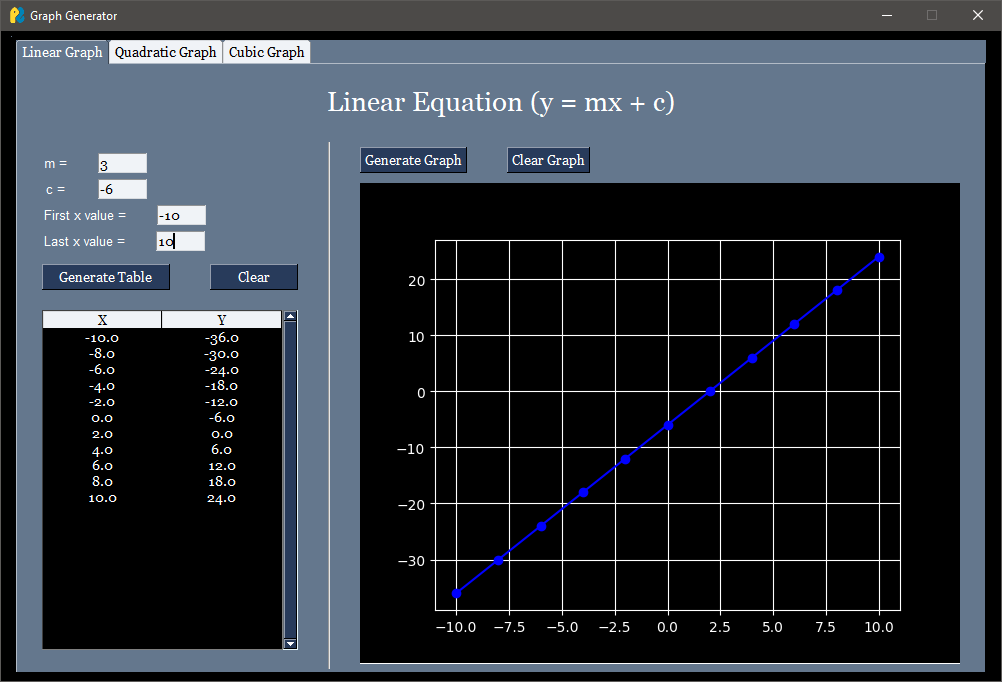 Graph Generator
Linear Graph Quadratic Graph Cubic Graph
Linear Equation (y = mx + c)
m = 3
c = -6
First x value = -10
Last x value = 10
Generate Table Clear
X Y
-10.0 -36.0
-8.0 -30.0
-6.0 -24.0
-4.0 -18.0
-2.0 -12.0
0.0 -6.0
2.0 0.0
4.0 6.0
6.0 12.0
8.0 18.0
10.0 24.0
Generate Graph Clear Graph
20
10
0
−10
−20
−30
−10.0 −7.5 −5.0 −2.5 0.0 2.5 5.0 7.5 10.0